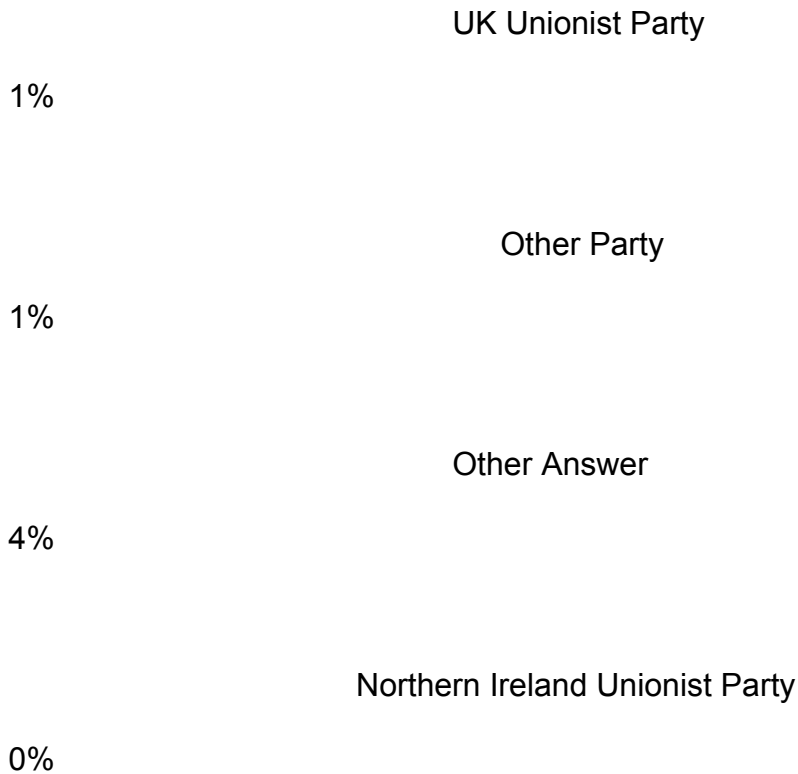 UK Unionist Party
1%
Other Party
1%
Other Answer
4%
Northern Ireland Unionist Party
0%